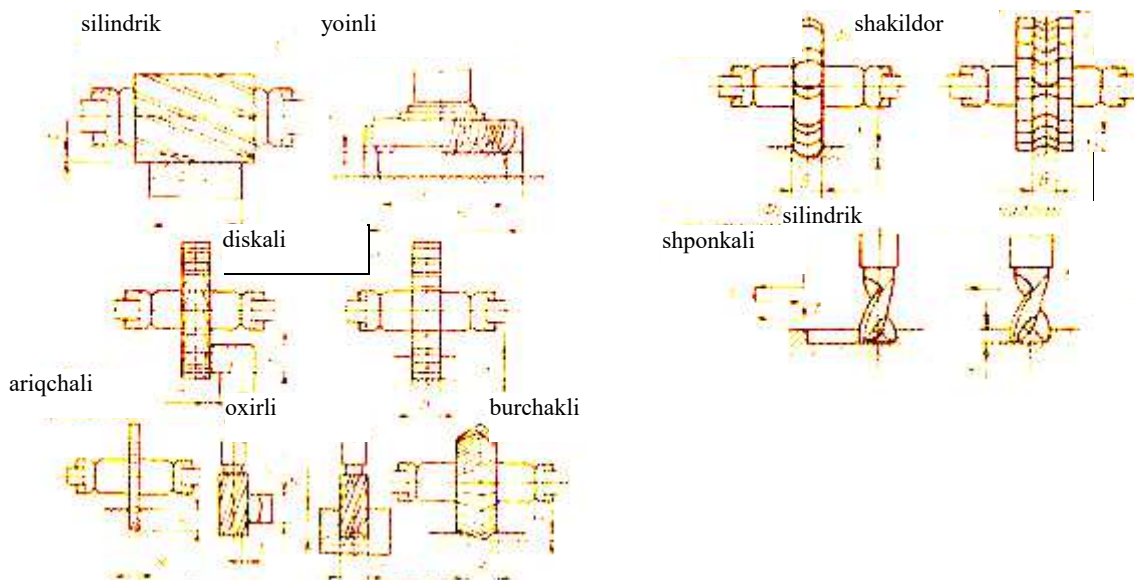 silindrik
yoinli
shakildor
diskali
silindrik
shponkali
ariqchali
oxirli
burchakli